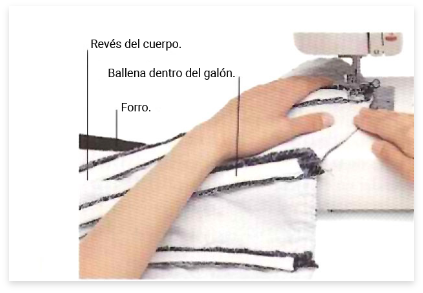 Revés del cuerpo.
Ballena dentro del galón.
Forro.